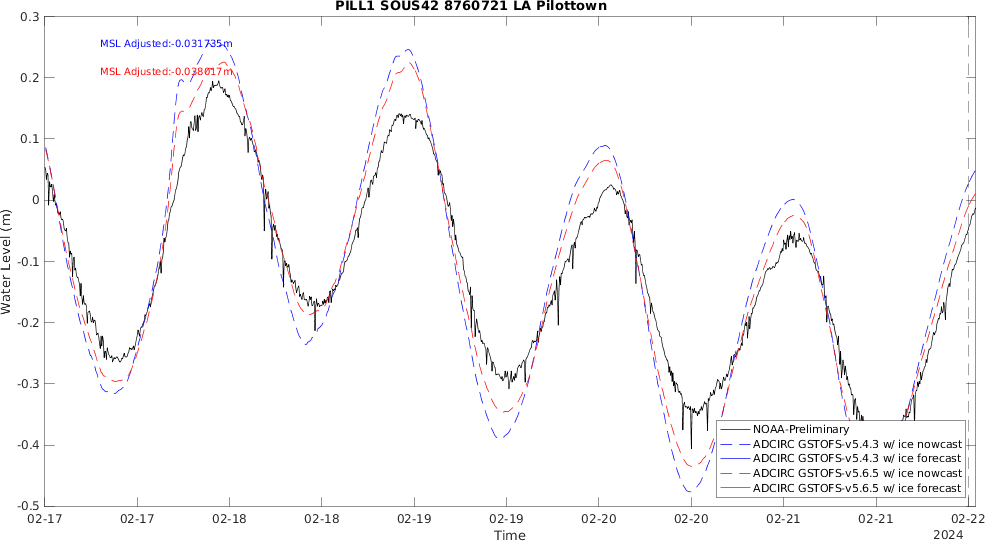 PILL1 SOUS42 8760721 LA Pilottown
MSL Adjusted:-0.031735m
MSL Adjusted:-0.038017m
Water Level (m)
0.3
0.2
0.1
0
-0.1
-0.2
-0.3
-0.4
-0.5
NOAA-Preliminary
ADCIRC GSTOFS-v5.4.3 w/ ice nowcast
ADCIRC GSTOFS-v5.4.3 w/ ice forecast
ADCIRC GSTOFS-v5.6.5 w/ ice nowcast
ADCIRC GSTOFS-v5.6.5 w/ ice forecast
02-17 02-17 02-18 02-18 02-19 02-19 02-20 02-20 02-21 02-21 02-22
Time
2024